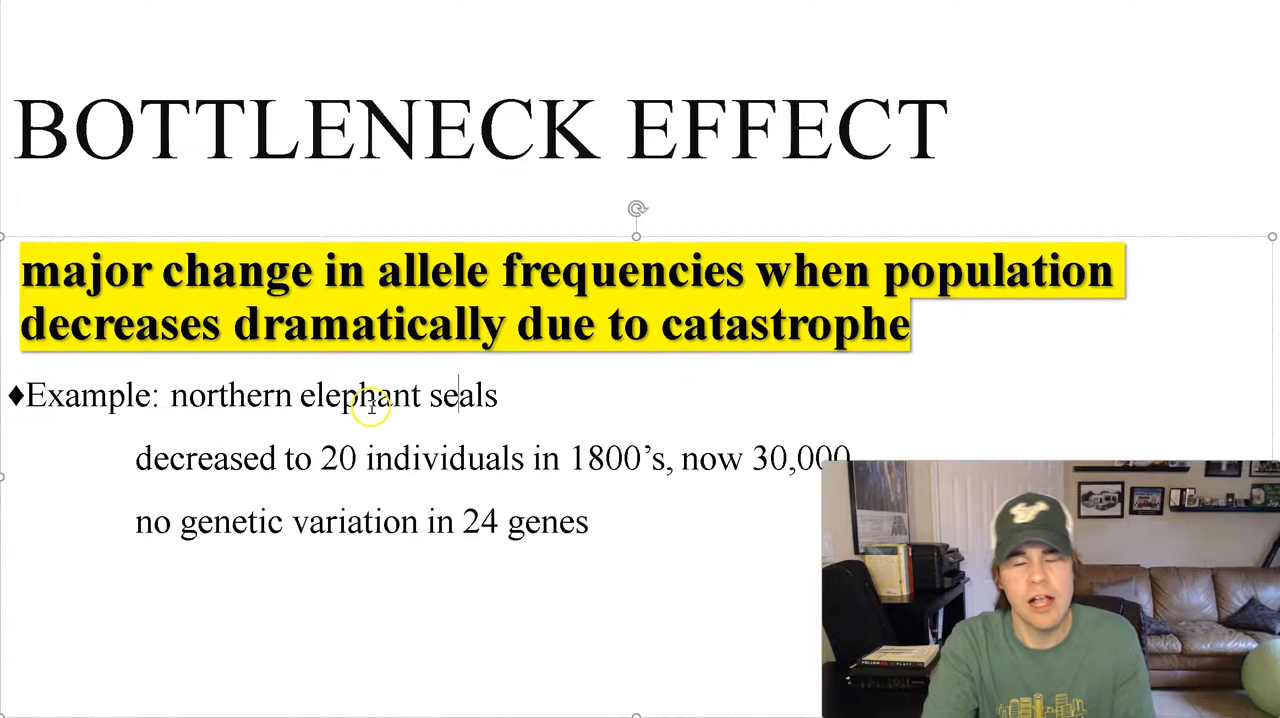 BOTTLENECK EFFECT
major change in allele frequencies when population
decreases dramatically due to catastrophe
♦Example: northern elephant seals
decreased to 20 individuals in 1800’s, now 30,000
no genetic variation in 24 genes